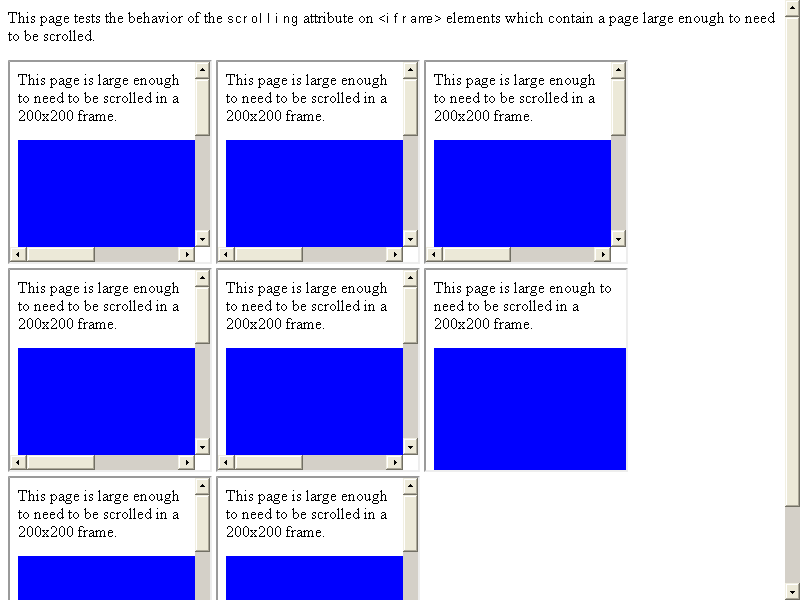 This page tests the behavior of the scrolling attribute on <iframe> elements which contain a page large enough to need
to be scrolled.
This page is large enough
to need to be scrolled in a
200x200 frame.
This page is large enough
to need to be scrolled in a
200x200 frame.
This page is large enough
to need to be scrolled in a
200x200 frame.
This page is large enough
to need to be scrolled in a
200x200 frame.
This page is large enough
to need to be scrolled in a
200x200 frame.
This page is large enough to
need to be scrolled in a
200x200 frame.
This page is large enough
to need to be scrolled in a
200x200 frame.
This page is large enough
to need to be scrolled in a
200x200 frame.